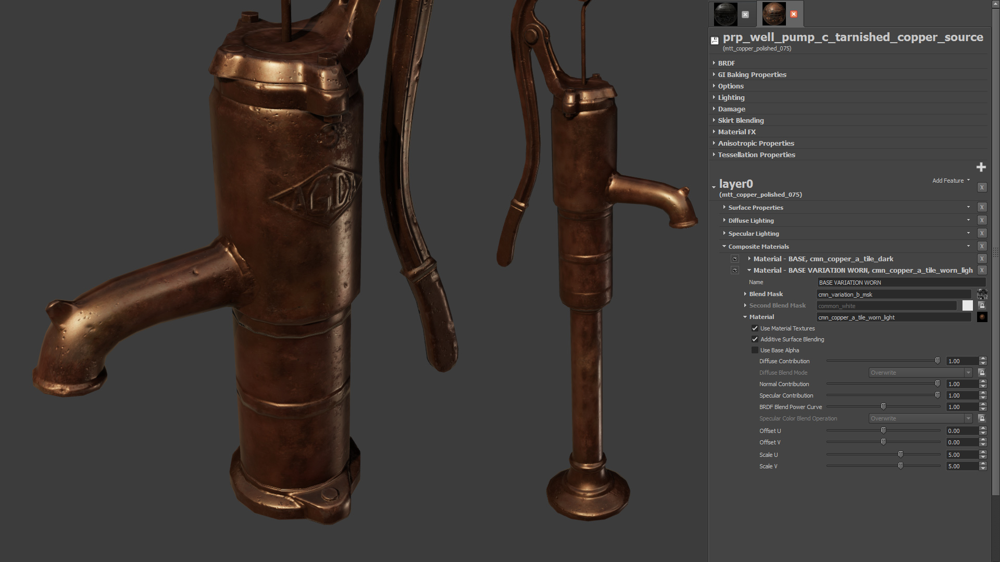 3
AGDA
prp_well_pump_c_tarnished_copper_source
(mtt_copper_polished_075)
BRDF
GI Baking Properties
Options
Lighting
Damage
Skirt Blending
Material FX
Anisotropic Properties
Tessellation Properties
Add Feature
layer0
X
(mtt_copper_polished_075)
Surface Properties X
Diffuse Lighting X
Specular Lighting X
Composite Materials X
Material - BASE, cmn_copper_a_tile_dark X
Material - BASE VARIATION WORN, cmn_copper_a_tile_worn_ligh X
Name BASE VARIATION WORN
Blend Mask cmn_variation_b_msk
Second Blend Mask common_white
Material cmn_copper_a_tile_worn_light
Use Material Textures
Additive Surface Blending
Use Base Alpha
Diffuse Contribution 1.00
Diffuse Blend Mode Overwrite
Normal Contribution 1.00
Specular Contribution 1.00
BRDF Blend Power Curve 1.00
Specular Color Blend Operation Overwrite
Offset U 0.00
Offset V 0.00
Scale U 5.00
Scale V 5.00